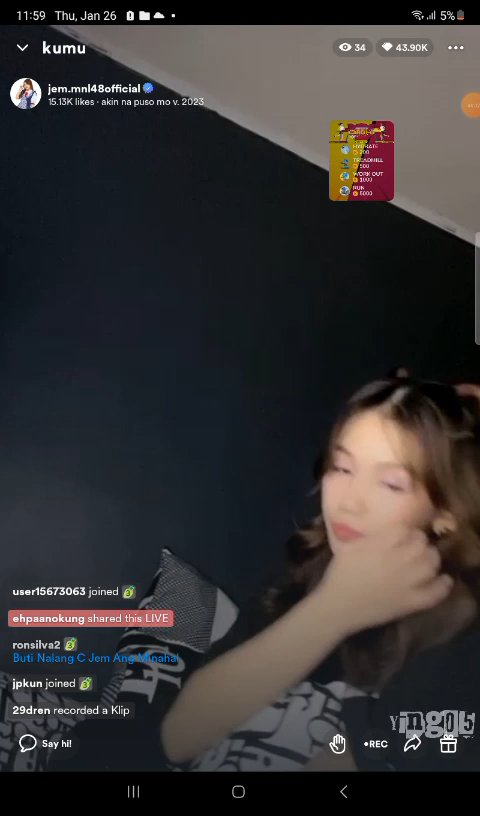 11:59 Thu, Jan 26
5%
kumu
34
43.90K
jem.mnl48official
15.13K likes • akin na puso mo v. 2023
HYDRATE
TREADMILL
500
WORK OUT
1000
RUN
5000
user15673063 joined
ehpaanokung shared this LIVE
ronsilva2
Buti Nalang C Jem Ang Minahal
jpkun joined
29dren recorded a Klip
Ying05
Say hi!
•REC